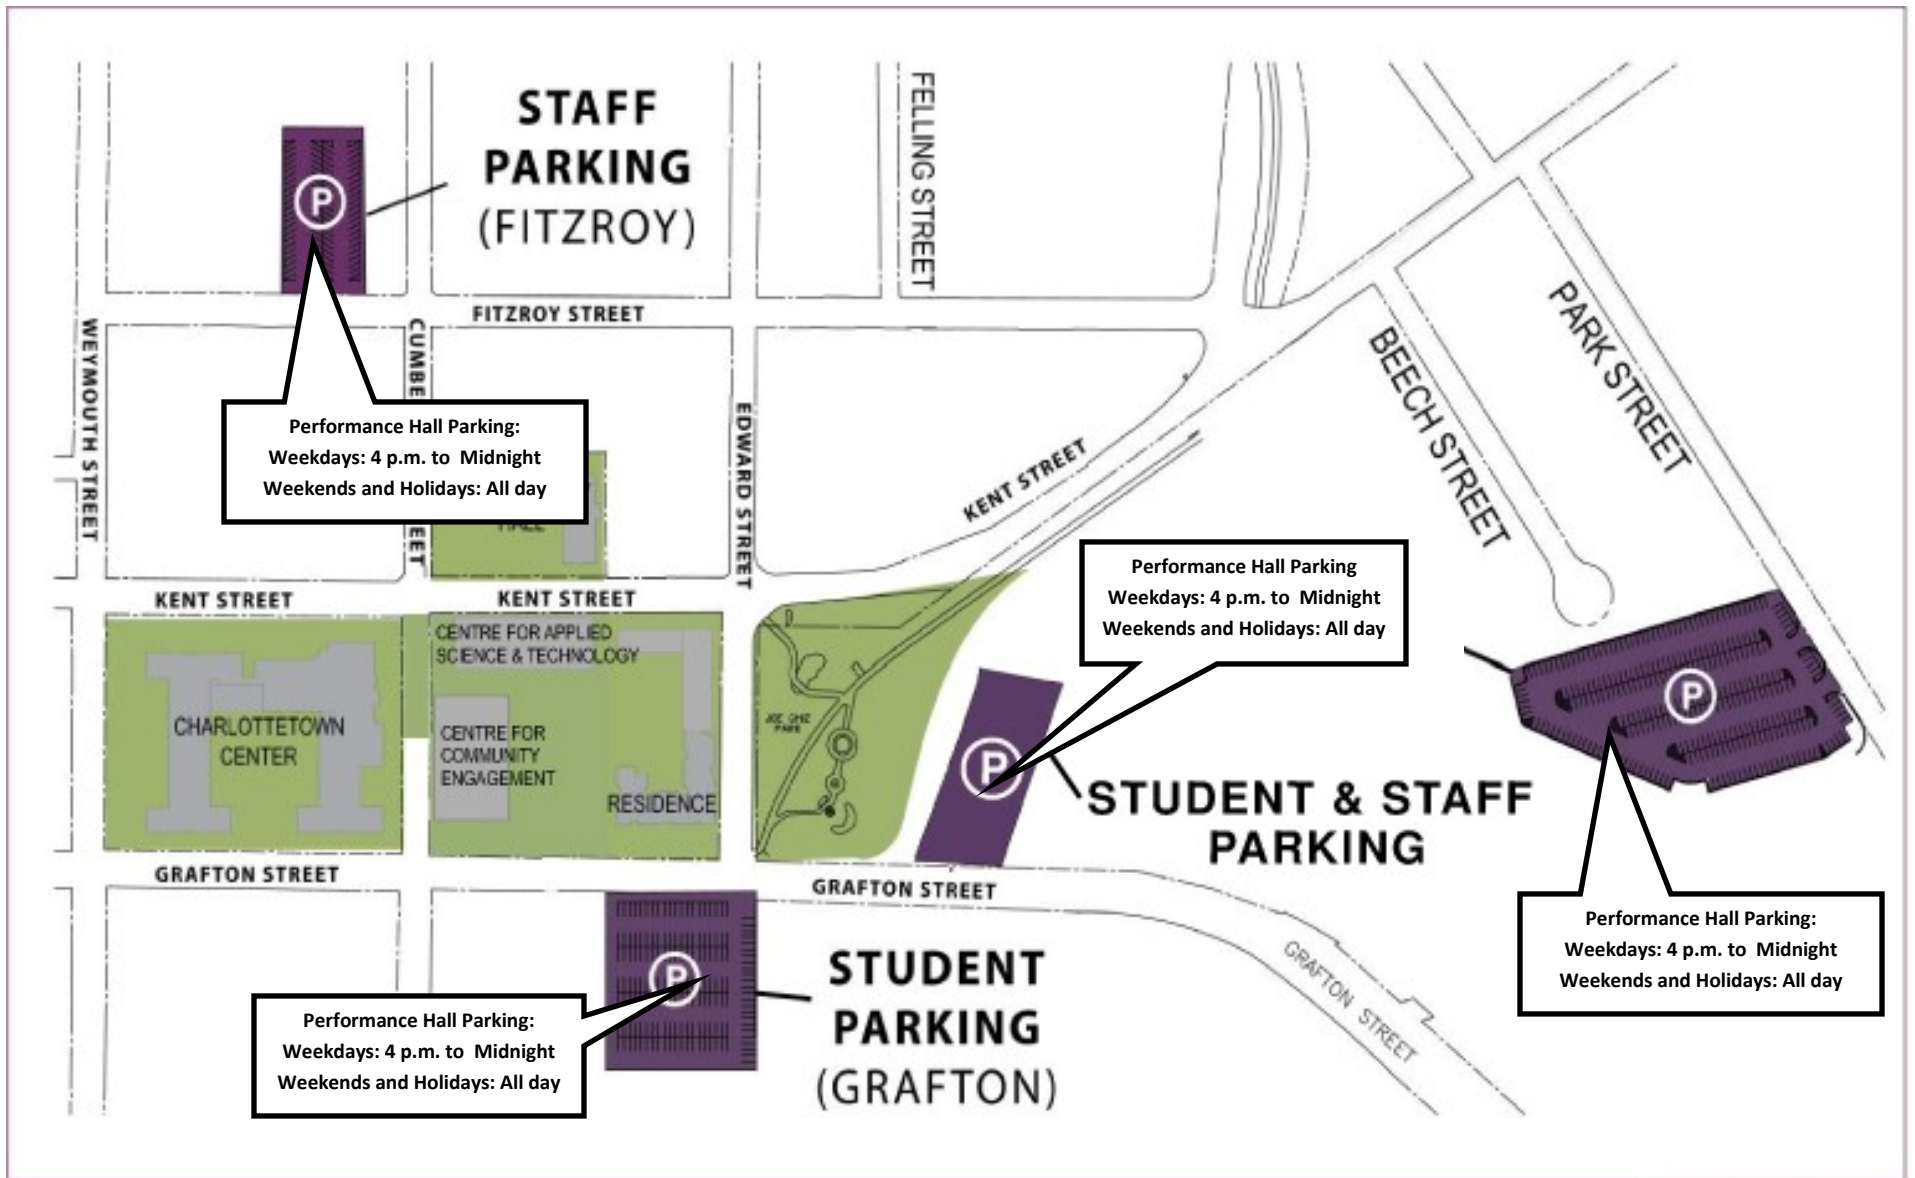 STAFF
PARKING
(FITZROY)
FELLING STREET
P
FITZROY STREET
WEYMOUTH STREET
CUMBE
EET
Performance Hall Parking:
Weekdays: 4 p.m. to Midnight
Weekends and Holidays: All day
HALL
EDWARD STREET
KENT STREET
BEECH STREET
PARK STREET
KENT STREET
KENT STREET
Performance Hall Parking
Weekdays: 4 p.m. to Midnight
Weekends and Holidays: All day
CENTRE FOR APPLIED
SCIENCE & TECHNOLOGY
CHARLOTTETOWN
CENTER
CENTRE FOR
COMMUNITY
ENGAGEMENT
RESIDENCE
JOE GHIZ
PARK
P
P
STUDENT & STAFF
PARKING
GRAFTON STREET
GRAFTON STREET
GRAFTON STREET
P
STUDENT
PARKING
(GRAFTON)
Performance Hall Parking:
Weekdays: 4 p.m. to Midnight
Weekends and Holidays: All day
Performance Hall Parking:
Weekdays: 4 p.m. to Midnight
Weekends and Holidays: All day